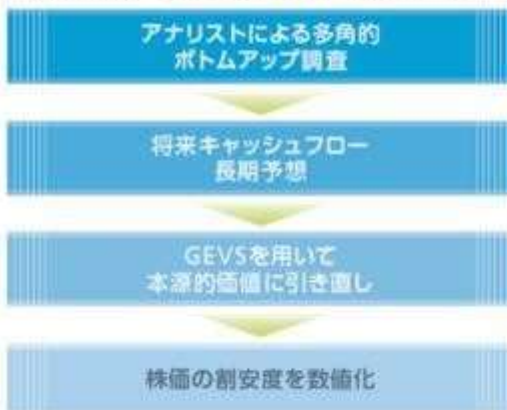 アナリストによる多角的
ボトムアップ調査
将来キャッシュフロー
長期予想
GEVSを用いて
本源的価値に引き直し
株価の割安度を数値化